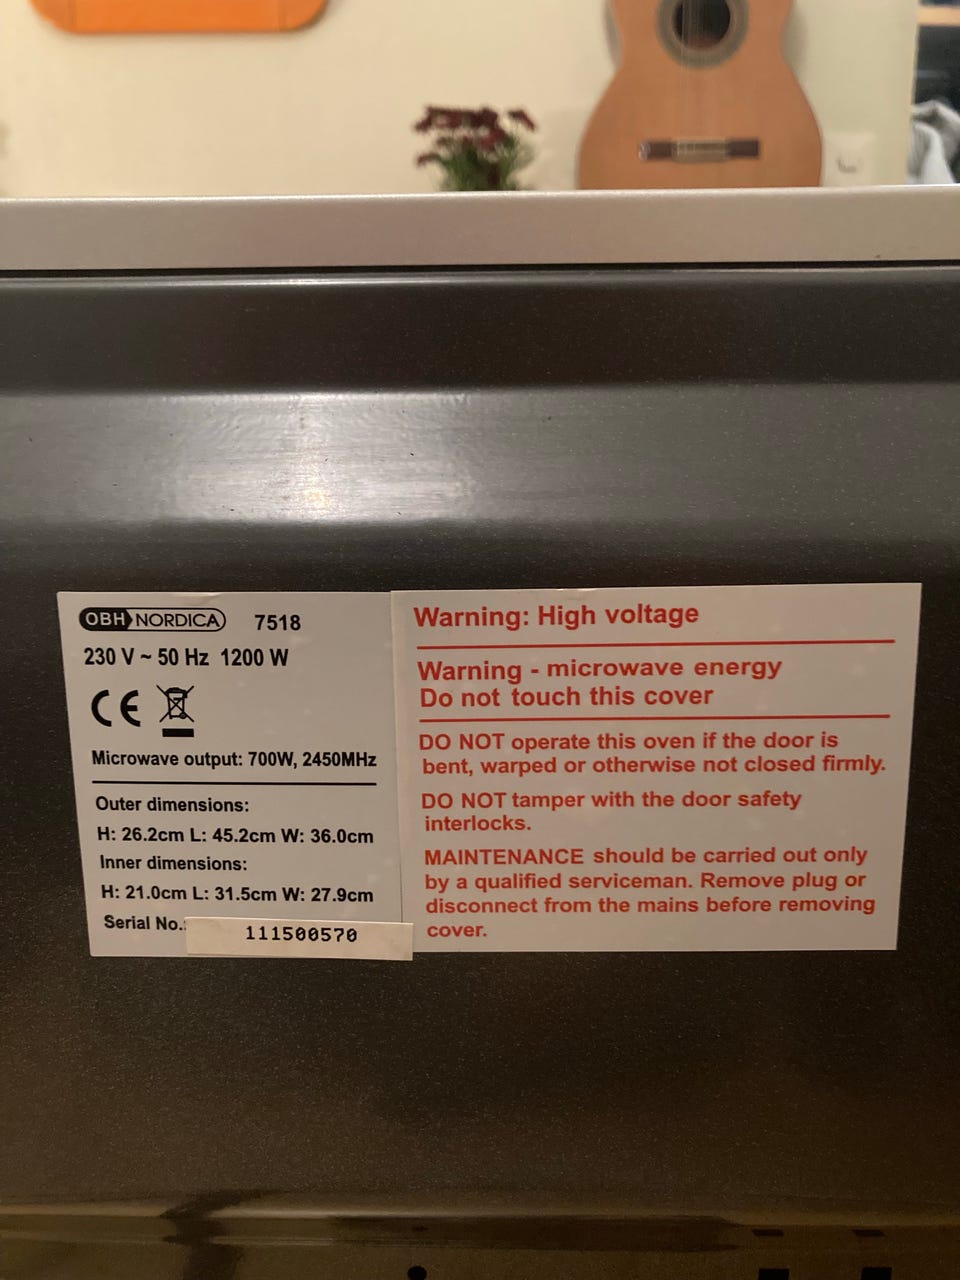 OBH NORDICA 7518
230 V ~ 50 Hz 1200 W
CE
Microwave output: 700W, 2450MHz
Outer dimensions:
H: 26.2cm L: 45.2cm W: 36.0cm
Inner dimensions:
H: 21.0cm L: 31.5cm W: 27.9cm
Serial No.: 111500570
Warning: High voltage
Warning - microwave energy
Do not touch this cover
DO NOT operate this oven if the door is
bent, warped or otherwise not closed firmly.
DO NOT tamper with the door safety
interlocks.
MAINTENANCE should be carried out only
by a qualified serviceman. Remove plug or
disconnect from the mains before removing
cover.